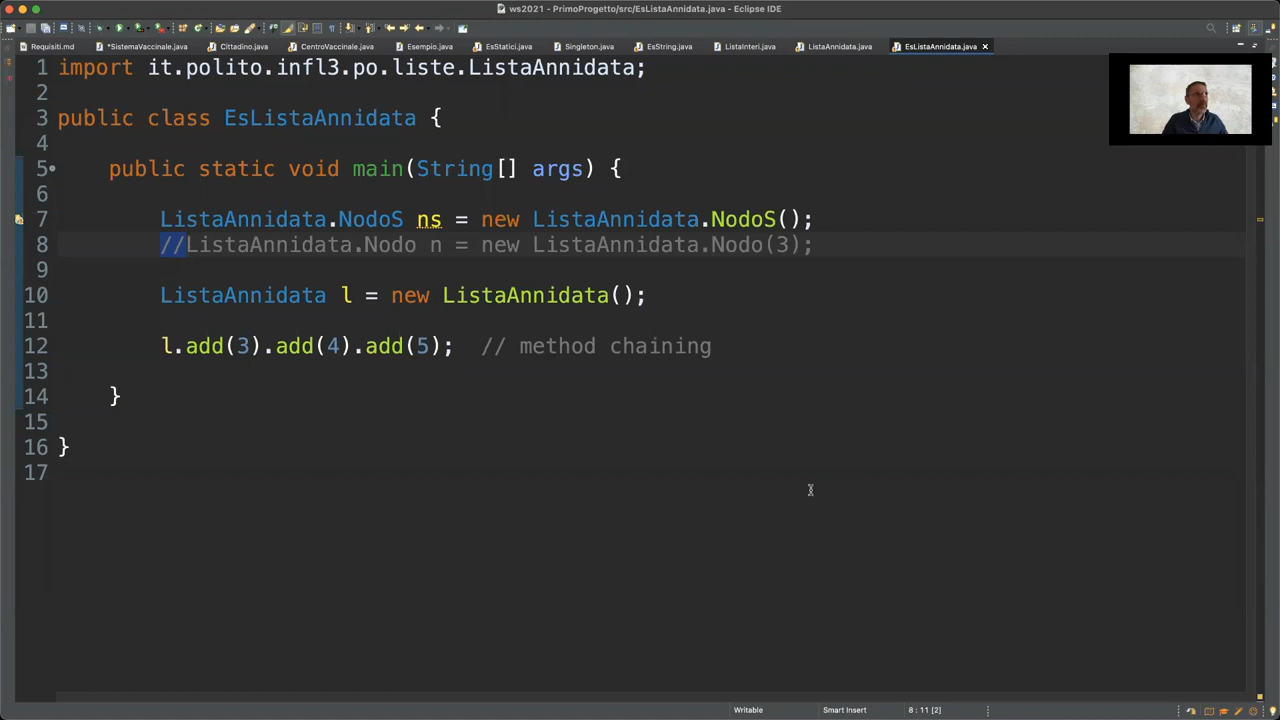 ws2021 - PrimoProgetto/src/EsListaAnnidata.java - Eclipse IDE
Requisiti.md *SistemaVaccinale.java Cittadino.java CentroVaccinale.java Esempio.java EsStatici.java Singleton.java EsString.java ListaInteri.java ListaAnnidata.java EsListaAnnidata.java
1 import it.polito.infl3.po.liste.ListaAnnidata;
2
3 public class EsListaAnnidata {
4
5 public static void main(String[] args) {
6
7 ListaAnnidata.NodoS ns = new ListaAnnidata.NodoS();
8 //ListaAnnidata.Nodo n = new ListaAnnidata.Nodo(3);
9
10 ListaAnnidata l = new ListaAnnidata();
11
12 l.add(3).add(4).add(5); // method chaining
13
14 }
15
16 }
17
Writable Smart Insert 8 : 11 [2]